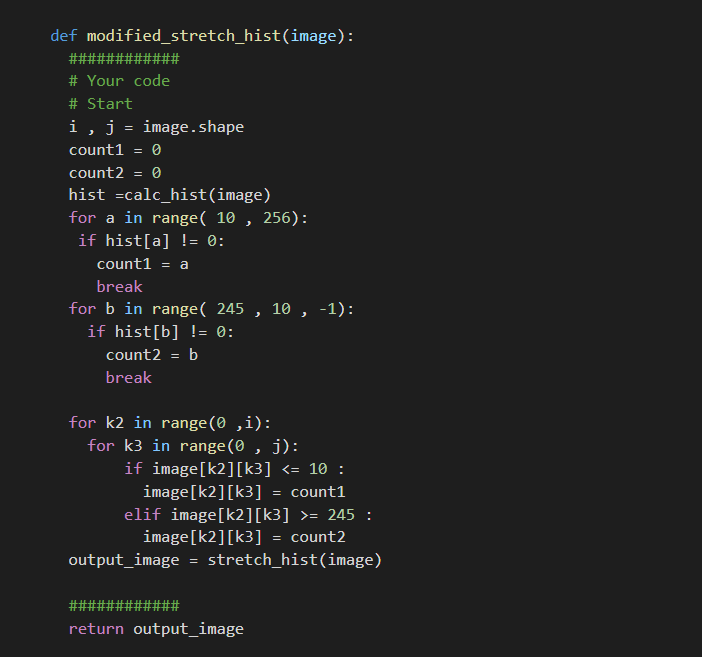 def modified_stretch_hist(image):
  ############
  # Your code
  # Start
  i , j = image.shape
  count1 = 0
  count2 = 0
  hist =calc_hist(image)
  for a in range( 10 , 256):
   if hist[a] != 0:
     count1 = a
     break
  for b in range( 245 , 10 , -1):
    if hist[b] != 0:
      count2 = b
      break

  for k2 in range(0 ,i):
    for k3 in range(0 , j):
        if image[k2][k3] <= 10 :
          image[k2][k3] = count1
        elif image[k2][k3] >= 245 :
          image[k2][k3] = count2
  output_image = stretch_hist(image)

  ############
  return output_image